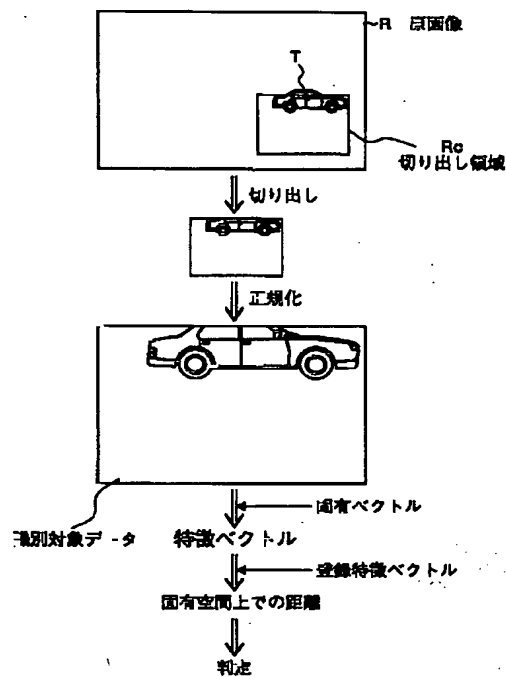 R 原画像
T
Rc
切り出し領域
切り出し
正規化
固有ベクトル
識別対象データ
特徴ベクトル
登録特徴ベクトル
固有空間上での距離
判定